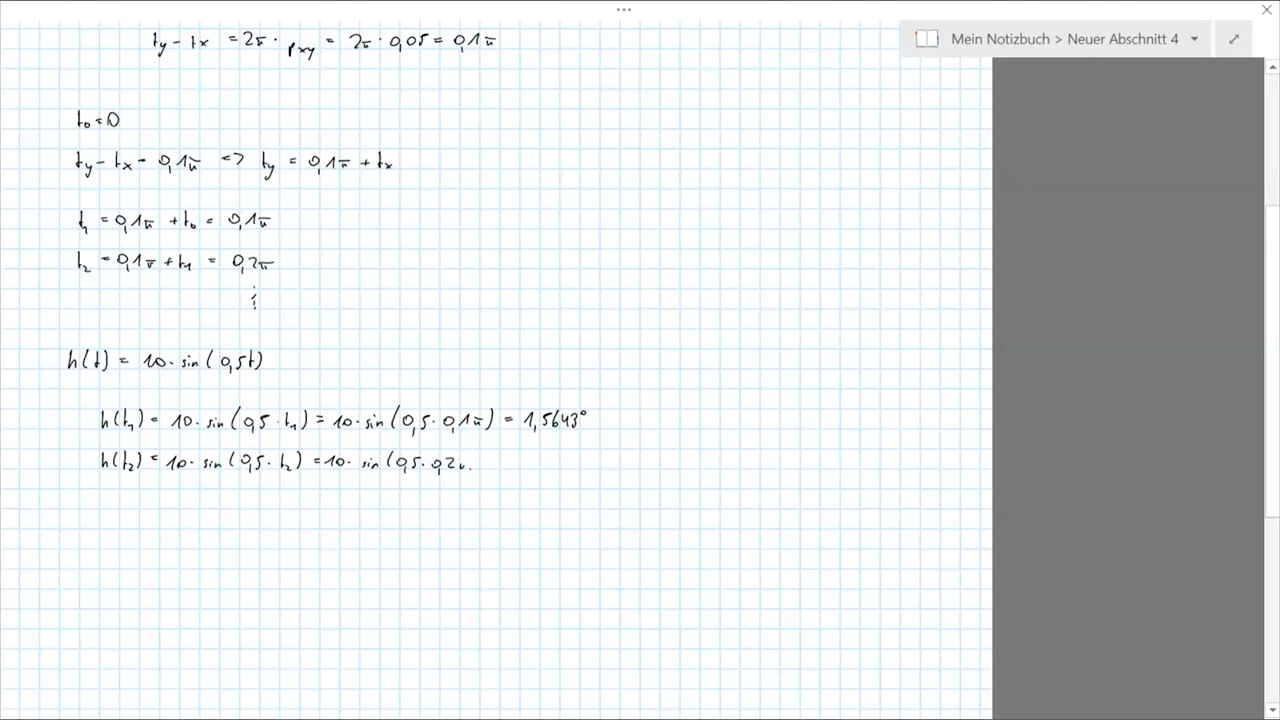 Mein Notizbuch > Neuer Abschnitt 4
ty - tx = 2π · pxy = 2π · 0,05 = 0,1π
t0 = 0
ty - tx = 0,1π => ty = 0,1π + tx
t1 = 0,1π + t0 = 0,1π
t2 = 0,1π + t1 = 0,2π
⋮
h(t) = 10 · sin(0,5t)
h(t1) = 10 · sin(0,5 · t1) = 10 · sin(0,5 · 0,1π) = 1,5643°
h(t2) = 10 · sin(0,5 · t2) = 10 · sin(0,5 · 0,2